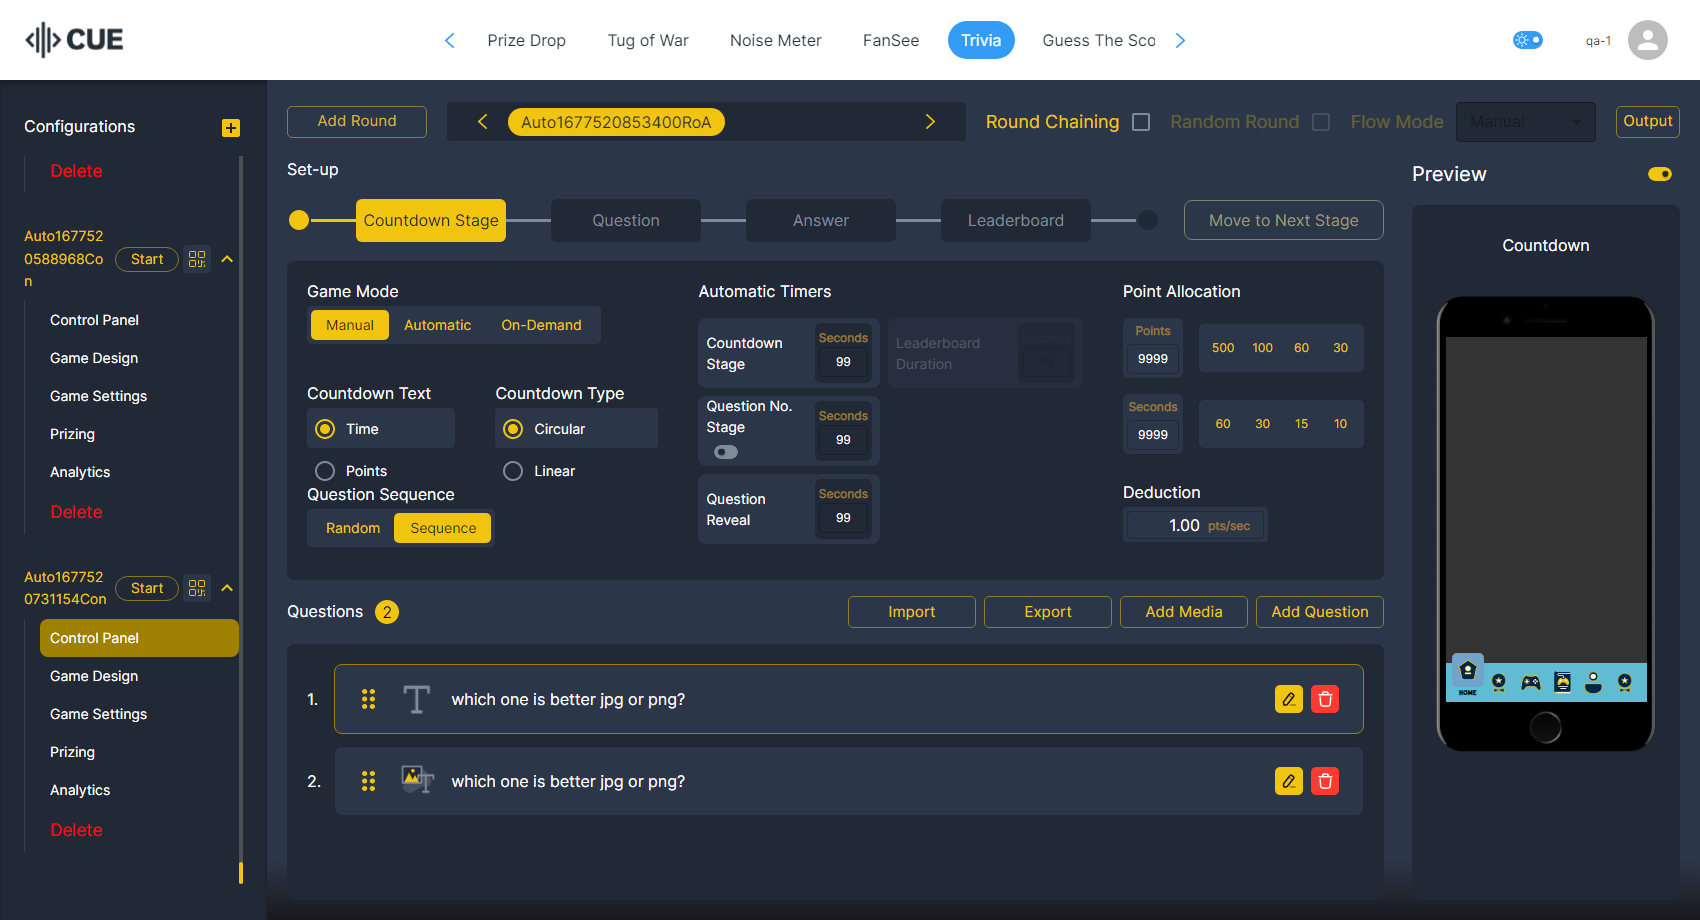 CUE
Prize Drop
Tug of War
Noise Meter
FanSee
Trivia
Guess The Sco
qa-1
Configurations
Delete
Auto167752
0588968Co
n
Start
Control Panel
Game Design
Game Settings
Prizing
Analytics
Delete
Auto167752
0731154Con
Start
Control Panel
Game Design
Game Settings
Prizing
Analytics
Delete
Add Round
Auto1677520853400RoA
Round Chaining
Random Round
Flow Mode
Manual
Output
Set-up
Countdown Stage
Question
Answer
Leaderboard
Move to Next Stage
Game Mode
Manual
Automatic
On-Demand
Countdown Text
Time
Points
Countdown Type
Circular
Linear
Question Sequence
Random
Sequence
Automatic Timers
Countdown
Stage
Seconds
99
Leaderboard
Duration
Seconds
Question No.
Stage
Seconds
99
Question
Reveal
Seconds
99
Point Allocation
Points
9999
500 100 60 30
Seconds
9999
60 30 15 10
Deduction
1.00 pts/sec
Questions 2
Import
Export
Add Media
Add Question
1. which one is better jpg or png?
2. which one is better jpg or png?
Preview
Countdown
HOME